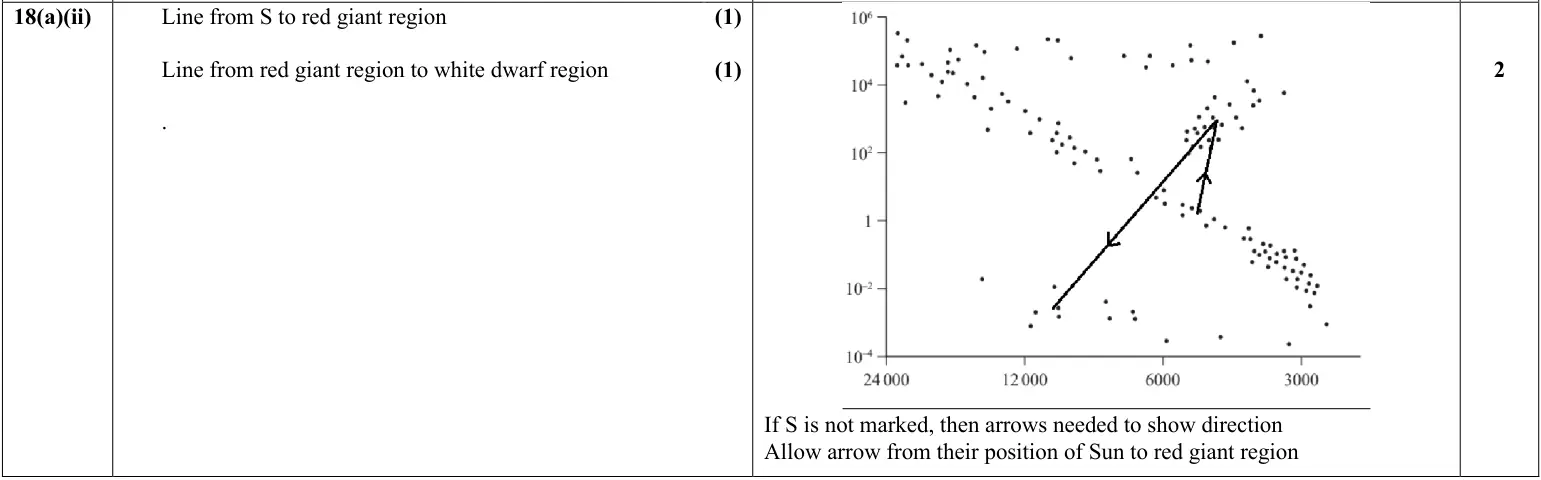 18(a)(ii) Line from S to red giant region (1)
Line from red giant region to white dwarf region (1) 2
.
10⁶
10⁴
10²
1
10⁻²
10⁻⁴
24 000 12 000 6000 3000
If S is not marked, then arrows needed to show direction
Allow arrow from their position of Sun to red giant region